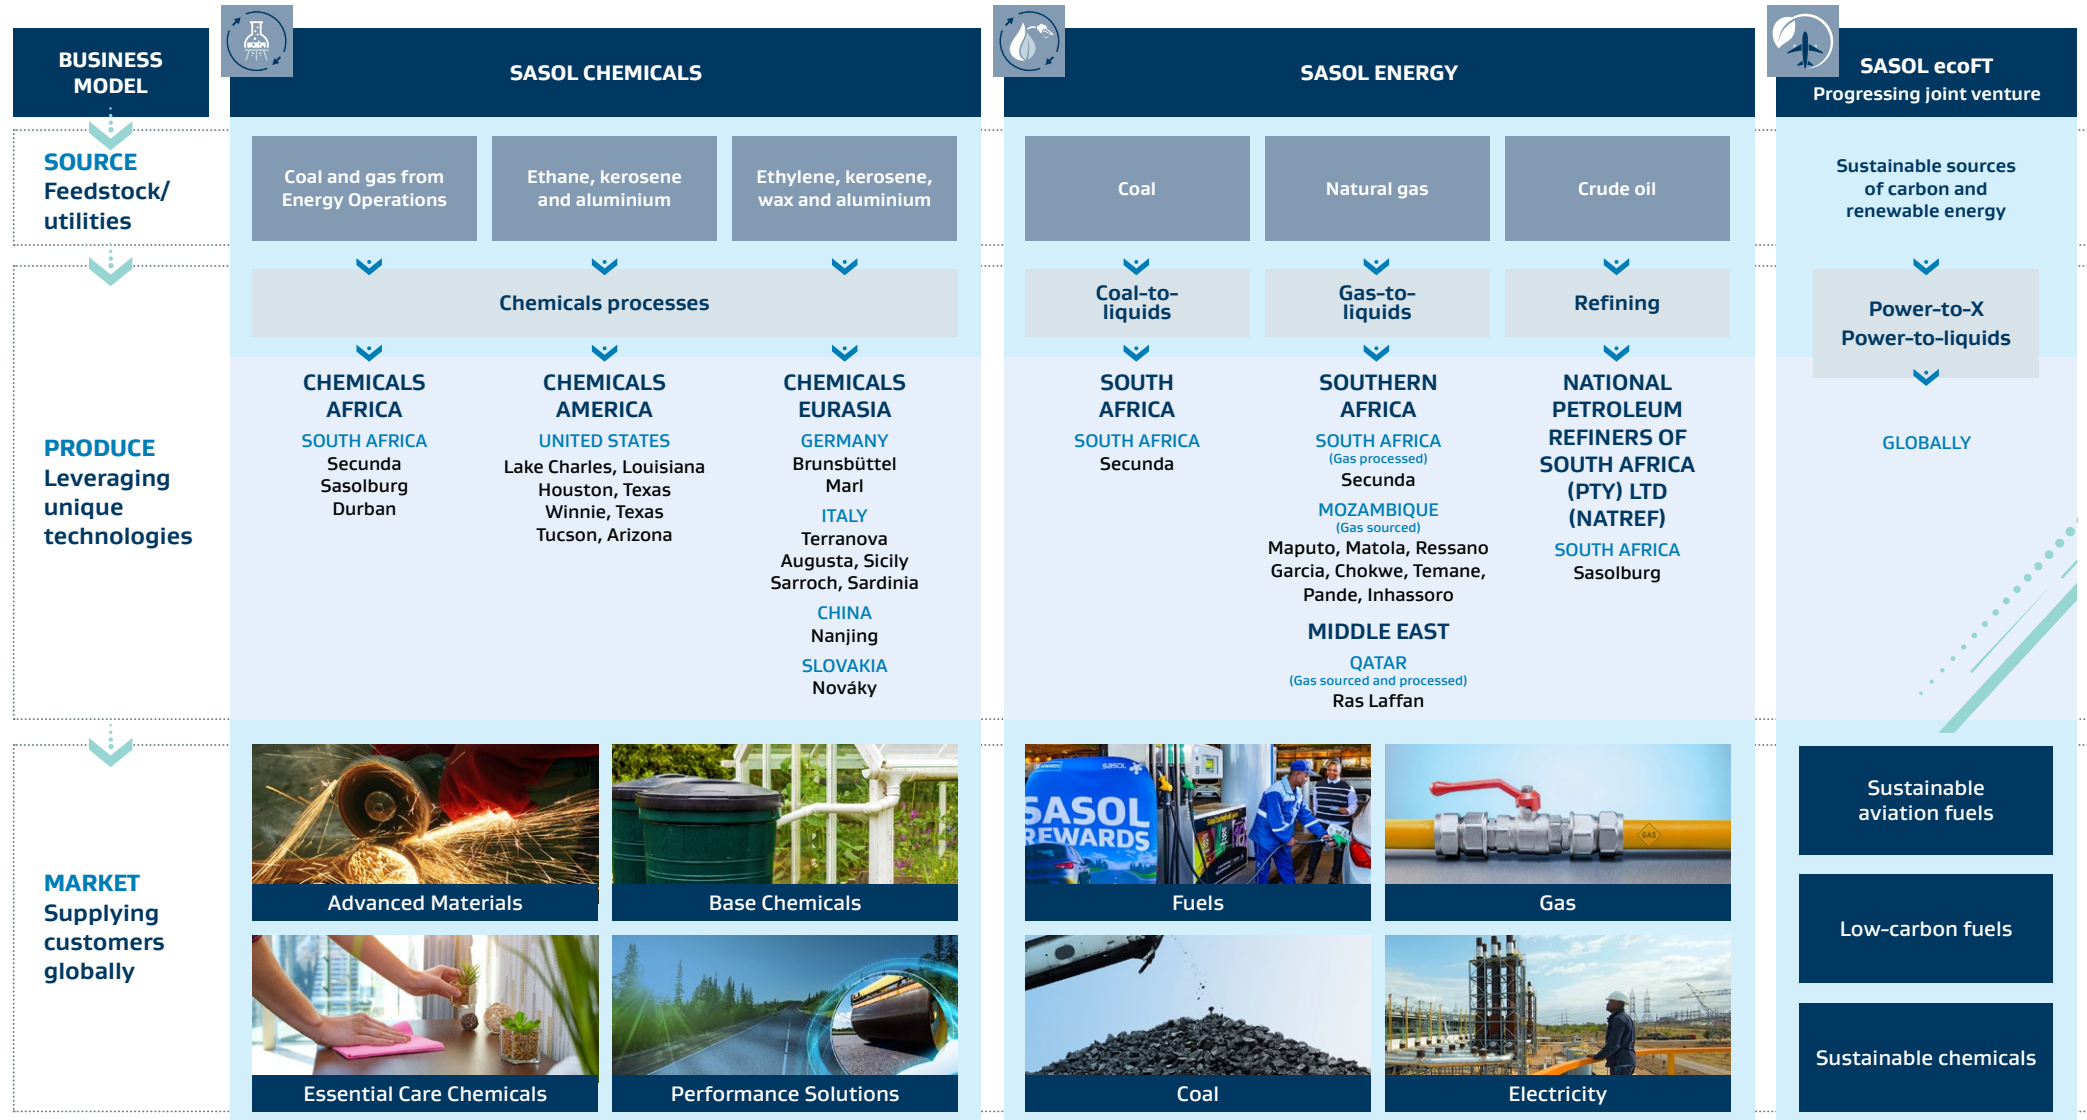 BUSINESS
MODEL
SASOL CHEMICALS
SASOL ENERGY
SASOL ecoFT
Progressing joint venture
SOURCE
Feedstock/
utilities
Coal and gas from
Energy Operations
Ethane, kerosene
and aluminium
Ethylene, kerosene,
wax and aluminium
Coal
Natural gas
Crude oil
Sustainable sources
of carbon and
renewable energy
PRODUCE
Leveraging
unique
technologies
Chemicals processes
Coal-to-
liquids
Gas-to-
liquids
Refining
Power-to-X
Power-to-liquids
CHEMICALS
AFRICA
SOUTH AFRICA
Secunda
Sasolburg
Durban
CHEMICALS
AMERICA
UNITED STATES
Lake Charles, Louisiana
Houston, Texas
Winnie, Texas
Tucson, Arizona
CHEMICALS
EURASIA
GERMANY
Brunsbüttel
Marl
ITALY
Terranova
Augusta, Sicily
Sarroch, Sardinia
CHINA
Nanjing
SLOVAKIA
Nováky
SOUTH
AFRICA
SOUTH AFRICA
Secunda
SOUTHERN
AFRICA
SOUTH AFRICA
(Gas processed)
Secunda
MOZAMBIQUE
(Gas sourced)
Maputo, Matola, Ressano
Garcia, Chokwe, Temane,
Pande, Inhassoro
MIDDLE EAST
QATAR
(Gas sourced and processed)
Ras Laffan
NATIONAL
PETROLEUM
REFINERS OF
SOUTH AFRICA
(PTY) LTD
(NATREF)
SOUTH AFRICA
Sasolburg
GLOBALLY
MARKET
Supplying
customers
globally
Advanced Materials
Base Chemicals
Essential Care Chemicals
Performance Solutions
sasol
SASOL
REWARDS
Fuels
GAS
Gas
Coal
Electricity
Sustainable
aviation fuels
Low-carbon fuels
Sustainable chemicals